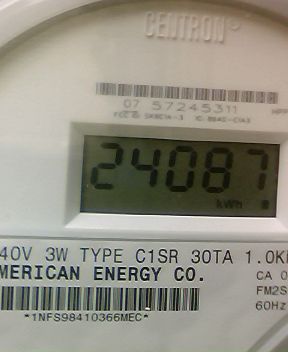 CENTRON®
07 57245311
24087
kWh
40V 3W TYPE C1SR 30TA 1.0K
MERICAN ENERGY CO.
CA 0
FM2S
60Hz
*1NFS98410366MEC*